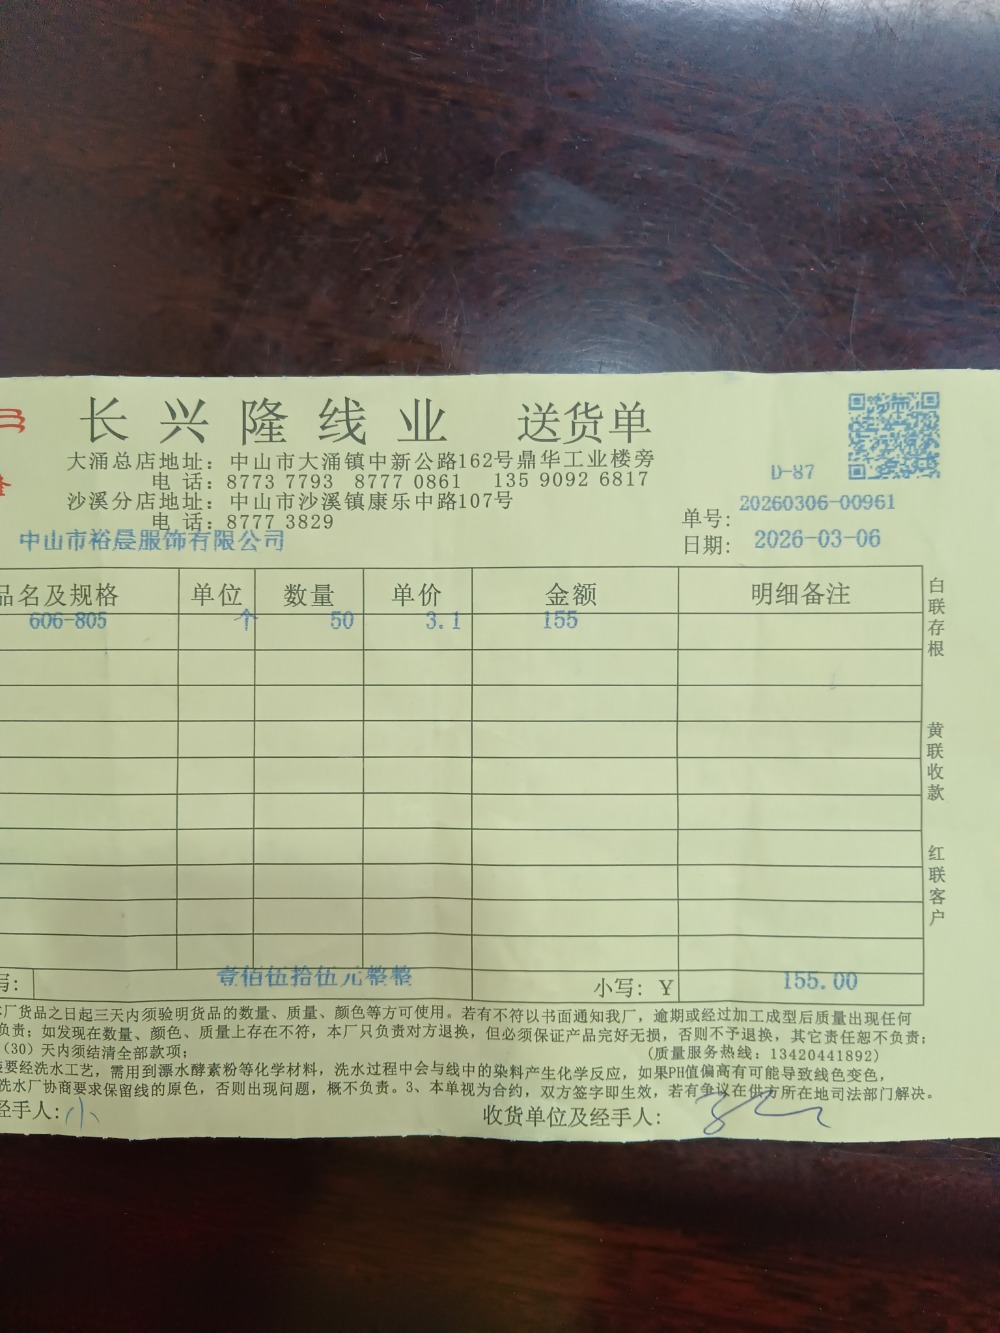 长兴隆线业 送货单
大涌总店地址：中山市大涌镇中新公路162号鼎华工业楼旁
电 话：8773 7793 8777 0861 135 9092 6817
沙溪分店地址：中山市沙溪镇康乐中路107号
电 话：8777 3829
D-87
单号：20260306-00961
日期：2026-03-06
中山市裕晨服饰有限公司
品名及规格 单位 数量 单价 金额 明细备注
606-805 个 50 3.1 155
写： 壹佰伍拾伍元整整 小写：Y 155.00
厂货品之日起三天内须验明货品的数量、质量、颜色等方可使用。若有不符以书面通知我厂，逾期或经过加工成型后质量出现任何
负责；如发现在数量、颜色、质量上存在不符，本厂只负责对方退换，但必须保证产品完好无损，否则不予退换，其它责任恕不负责；
（30）天内须结清全部款项； （质量服务热线：13420441892）
要经洗水工艺，需用到漂水酵素粉等化学材料，洗水过程中会与线中的染料产生化学反应，如果PH值偏高有可能导致线色变色，
洗水厂协商要求保留线的原色，否则出现问题，概不负责。3、本单视为合约，双方签字即生效，若有争议在供方所在地司法部门解决。
经手人：小 收货单位及经手人：
白联存根
黄联收款
红联客户
隆